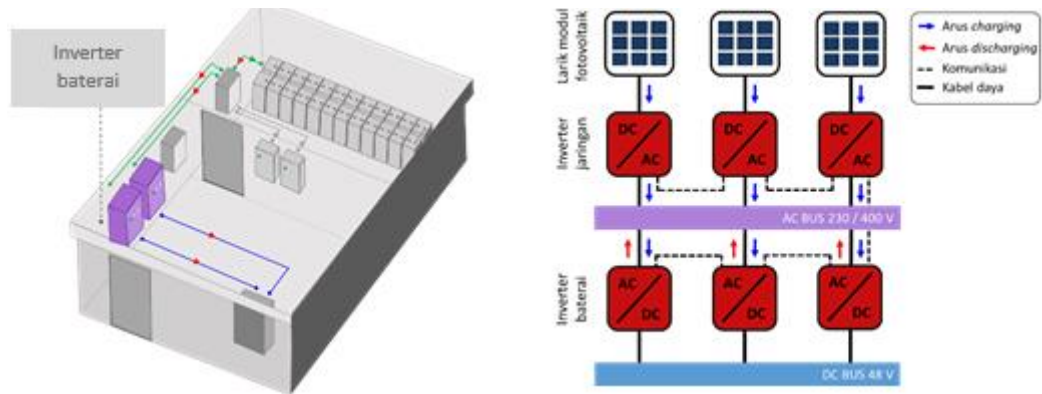 Inverter
baterai
Larik modul
fotovoltaik
Inverter
jaringan
Inverter
baterai
DC
AC
DC
AC
DC
AC
AC BUS 230 / 400 V
AC
DC
AC
DC
AC
DC
DC BUS 48 V
Arus charging
Arus discharging
Komunikasi
Kabel daya